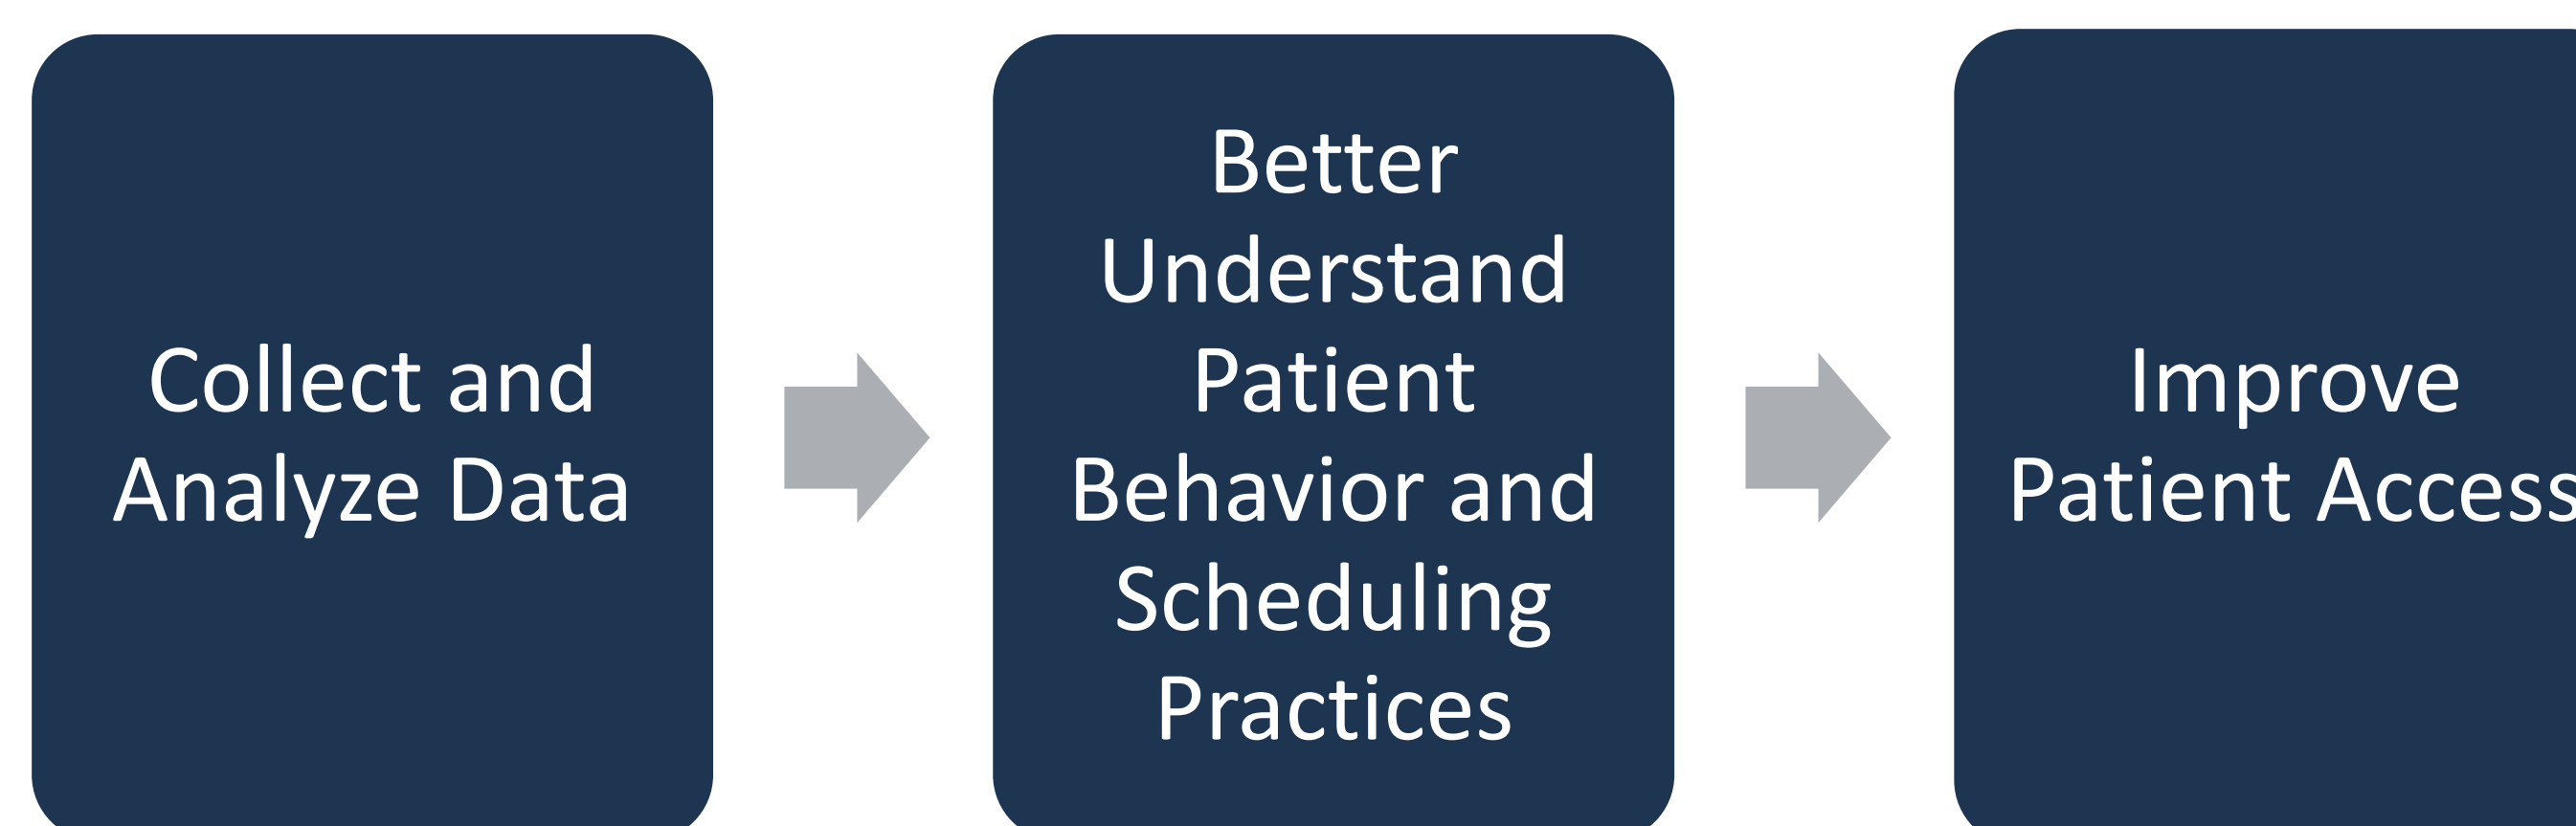 Collect and
Analyze Data
Better
Understand
Patient
Behavior and
Scheduling
Practices
Improve
Patient Access